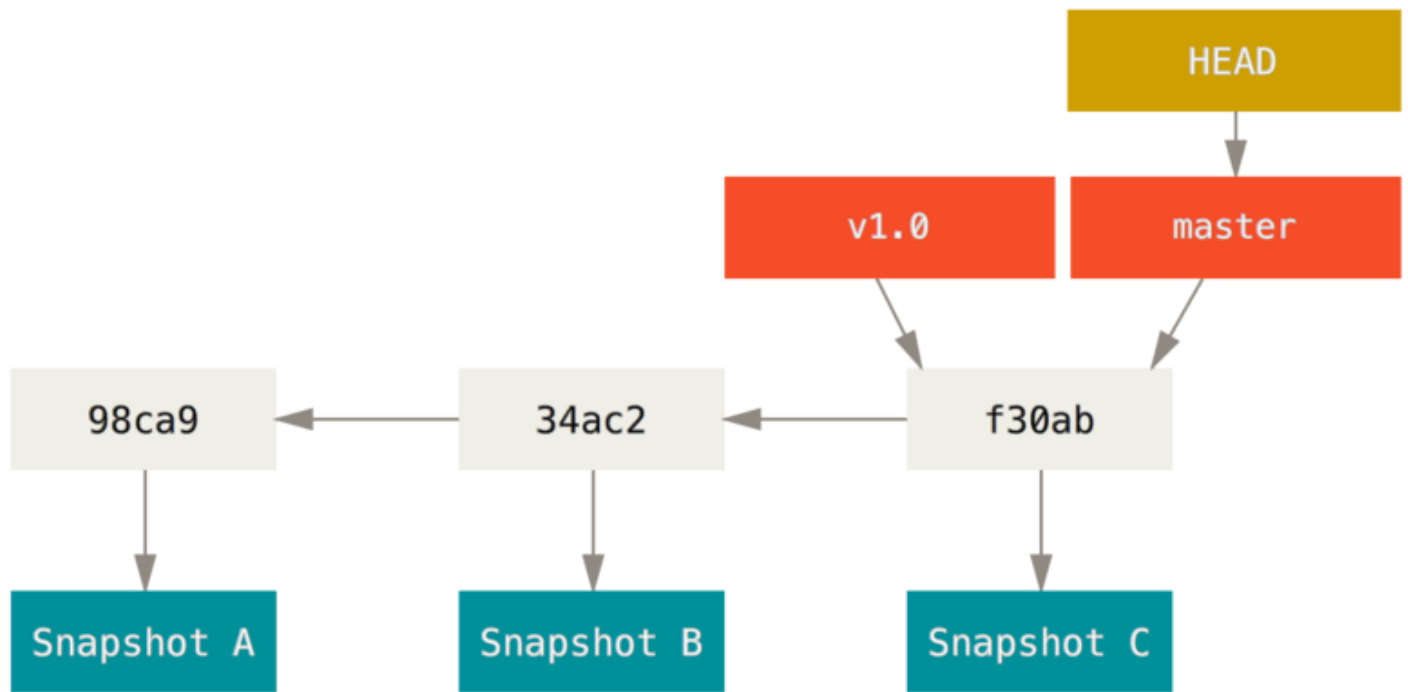 HEAD
v1.0
master
98ca9
34ac2
f30ab
Snapshot A
Snapshot B
Snapshot C